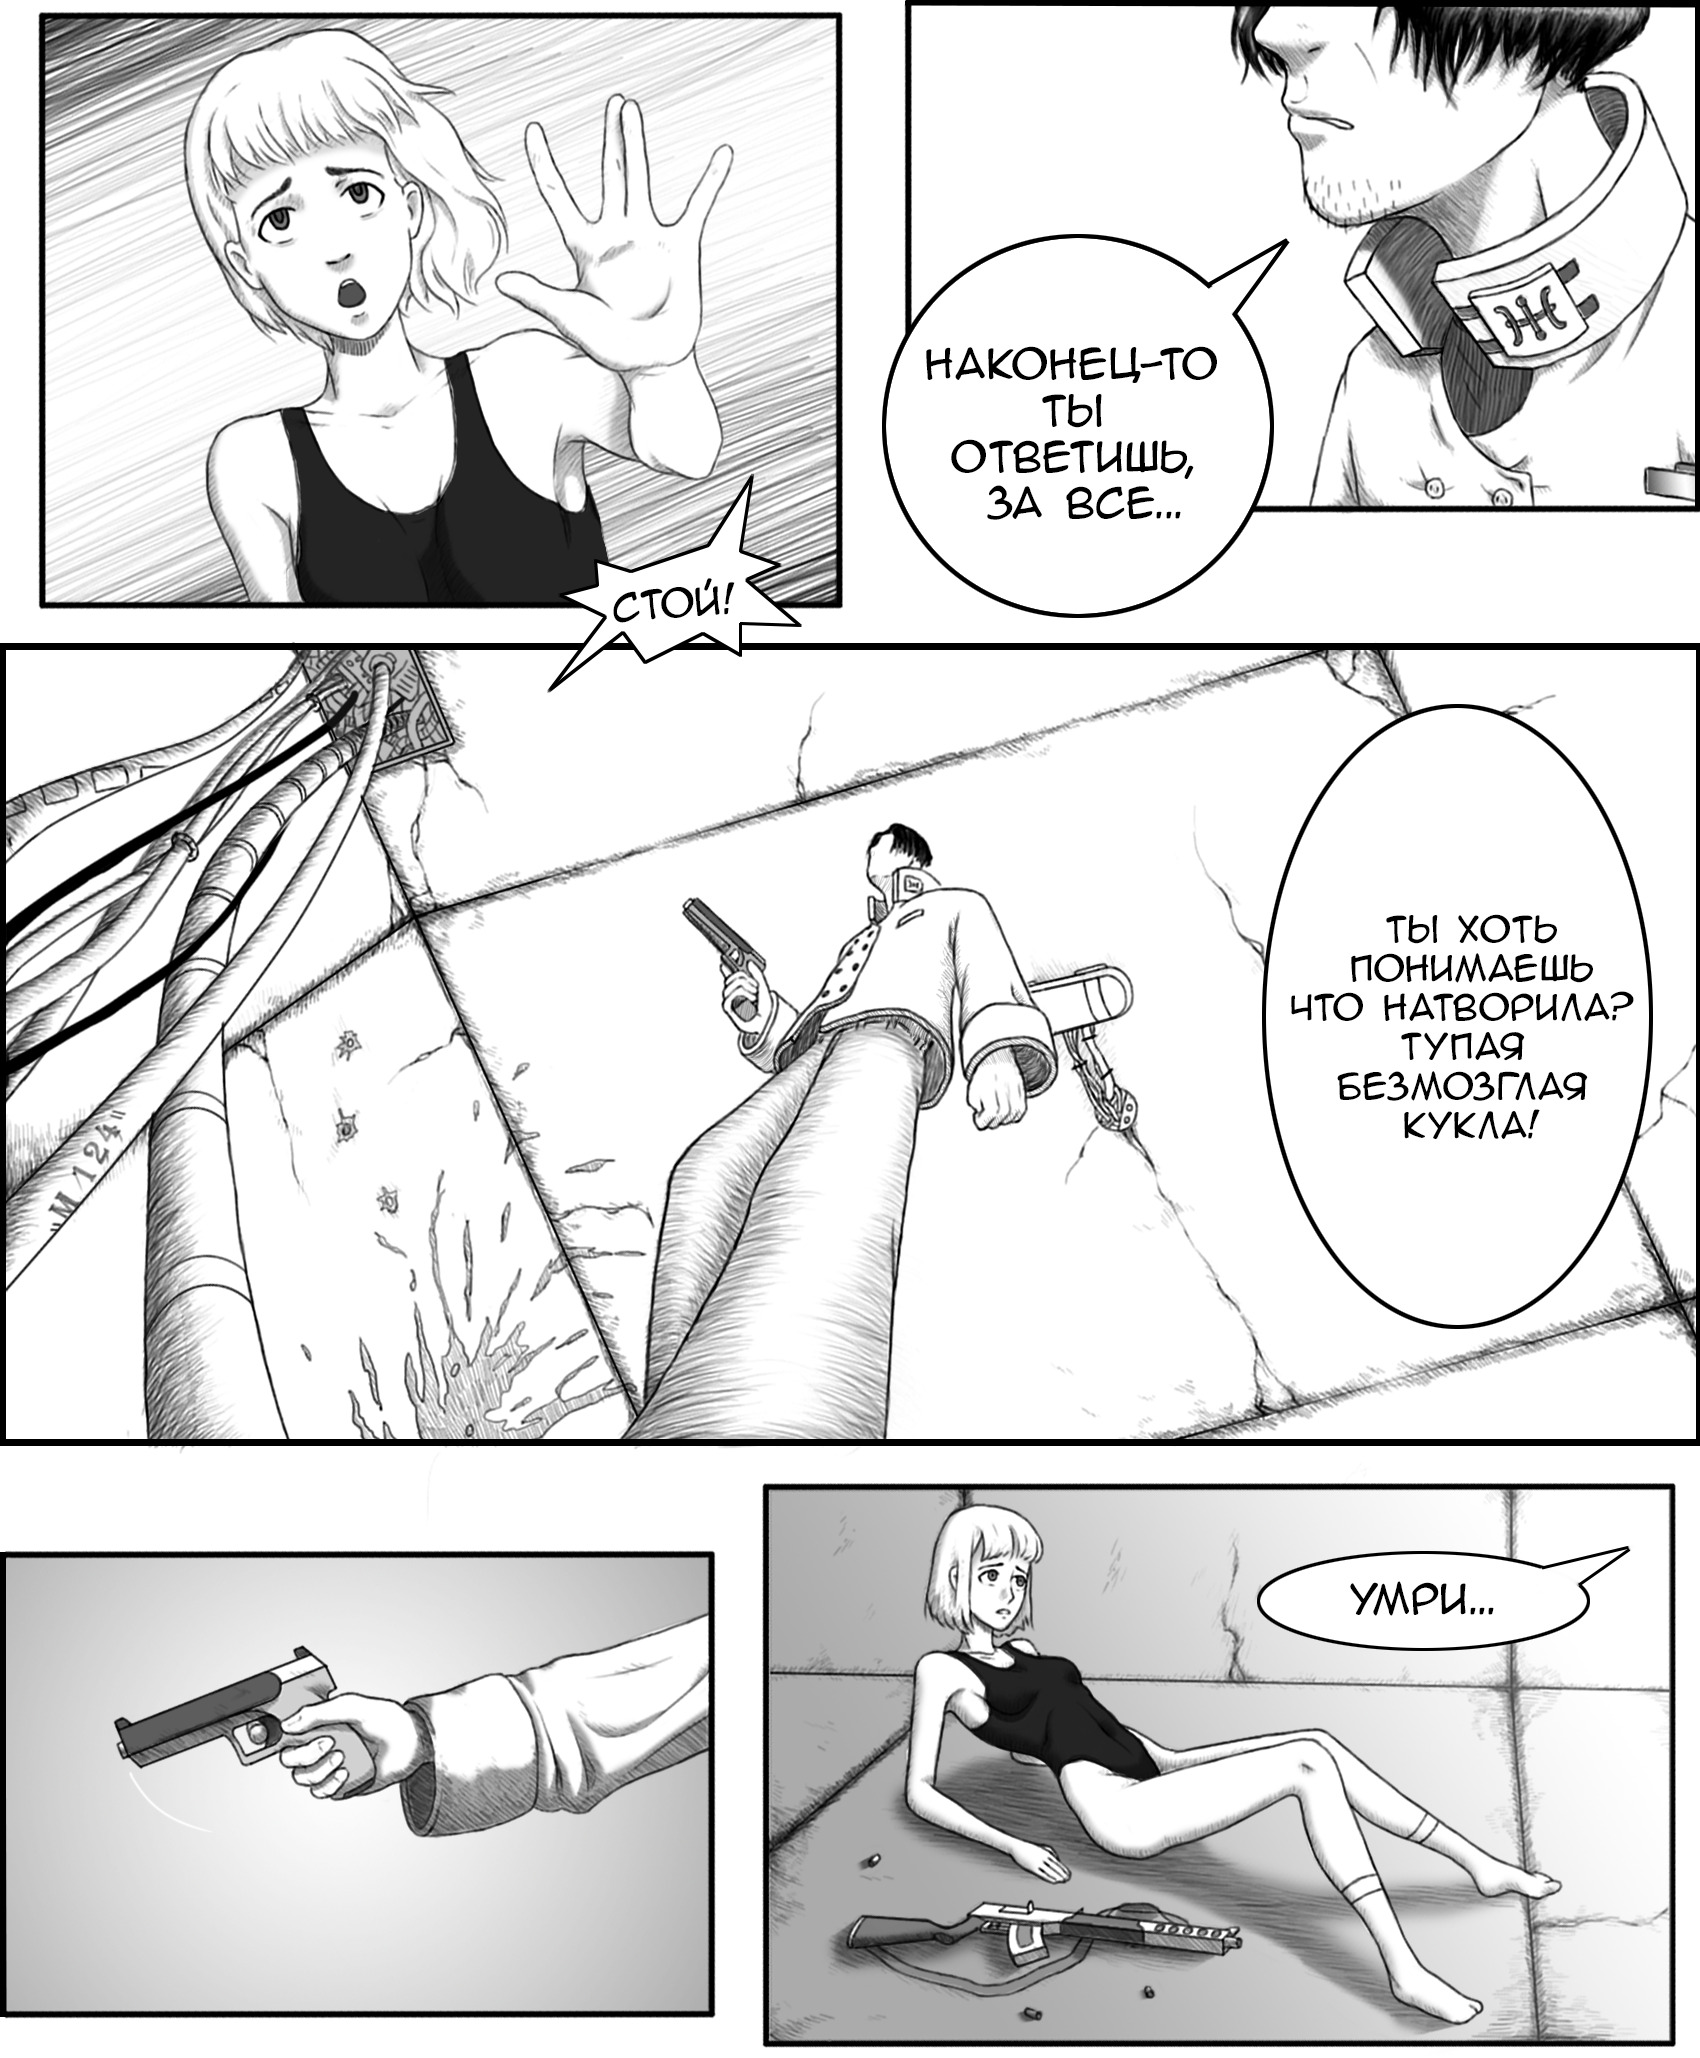 СТОЙ!
НАКОНЕЦ-ТО
ТЫ
ОТВЕТИШЬ,
ЗА ВСЕ...
ТЫ ХОТЬ
ПОНИМАЕШЬ
ЧТО НАТВОРИЛА?
ТУПАЯ
БЕЗМОЗГЛАЯ
КУКЛА!
"М 124"
УМРИ...